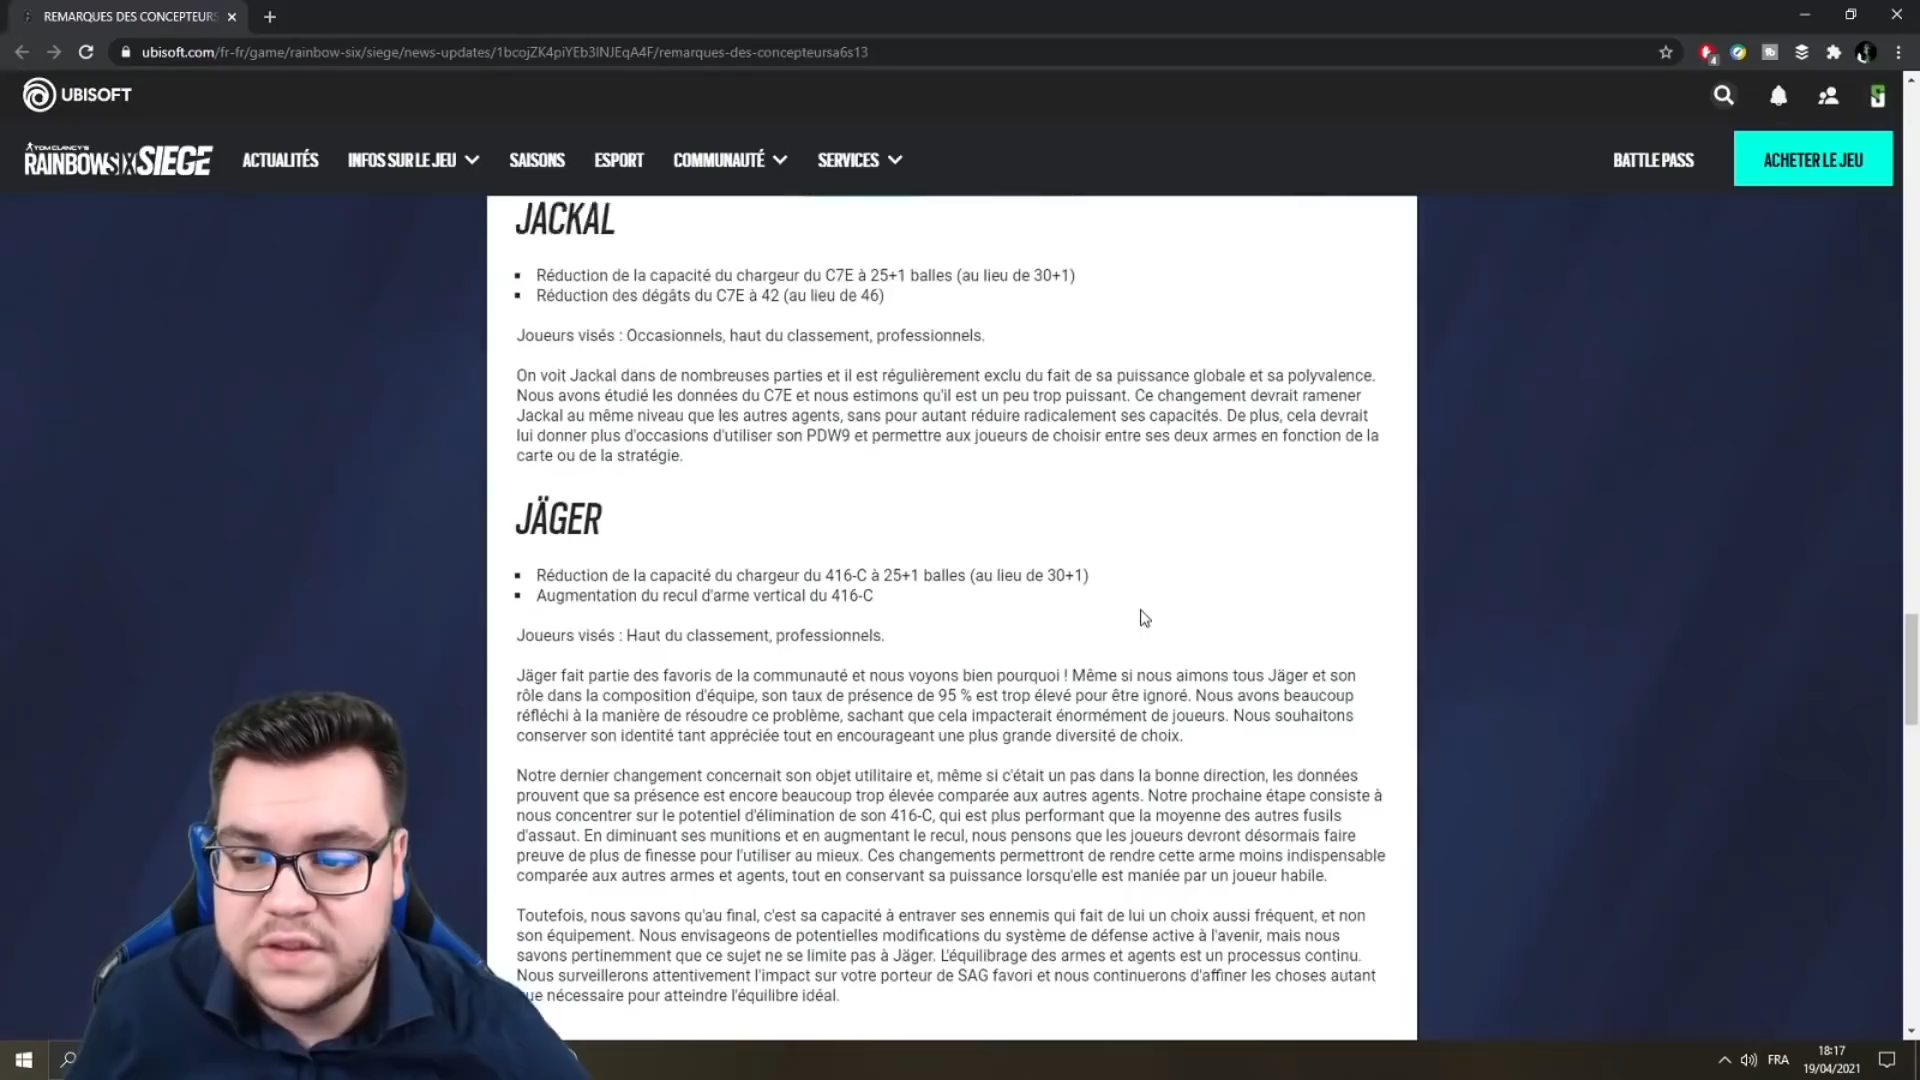 REMARQUES DES CONCEPTEURS
ubisoft.com/fr-fr/game/rainbow-six/siege/news-updates/1bcojZK4piYEb3lNJEqA4F/remarques-des-concepteursa6s13
4
UBISOFT
TOM CLANCY'S
RAINBOWSIX SIEGE
ACTUALITÉS
INFOS SUR LE JEU
SAISONS
ESPORT
COMMUNAUTÉ
SERVICES
BATTLE PASS
ACHETER LE JEU
JACKAL
▪ Réduction de la capacité du chargeur du C7E à 25+1 balles (au lieu de 30+1)
▪ Réduction des dégâts du C7E à 42 (au lieu de 46)
Joueurs visés : Occasionnels, haut du classement, professionnels.
On voit Jackal dans de nombreuses parties et il est régulièrement exclu du fait de sa puissance globale et sa polyvalence.
Nous avons étudié les données du C7E et nous estimons qu'il est un peu trop puissant. Ce changement devrait ramener
Jackal au même niveau que les autres agents, sans pour autant réduire radicalement ses capacités. De plus, cela devrait
lui donner plus d'occasions d'utiliser son PDW9 et permettre aux joueurs de choisir entre ses deux armes en fonction de la
carte ou de la stratégie.
JÄGER
▪ Réduction de la capacité du chargeur du 416-C à 25+1 balles (au lieu de 30+1)
▪ Augmentation du recul d'arme vertical du 416-C
Joueurs visés : Haut du classement, professionnels.
Jäger fait partie des favoris de la communauté et nous voyons bien pourquoi ! Même si nous aimons tous Jäger et son
rôle dans la composition d'équipe, son taux de présence de 95 % est trop élevé pour être ignoré. Nous avons beaucoup
réfléchi à la manière de résoudre ce problème, sachant que cela impacterait énormément de joueurs. Nous souhaitons
conserver son identité tant appréciée tout en encourageant une plus grande diversité de choix.
Notre dernier changement concernait son objet utilitaire et, même si c'était un pas dans la bonne direction, les données
prouvent que sa présence est encore beaucoup trop élevée comparée aux autres agents. Notre prochaine étape consiste à
nous concentrer sur le potentiel d'élimination de son 416-C, qui est plus performant que la moyenne des autres fusils
d'assaut. En diminuant ses munitions et en augmentant le recul, nous pensons que les joueurs devront désormais faire
preuve de plus de finesse pour l'utiliser au mieux. Ces changements permettront de rendre cette arme moins indispensable
comparée aux autres armes et agents, tout en conservant sa puissance lorsqu'elle est maniée par un joueur habile.
Toutefois, nous savons qu'au final, c'est sa capacité à entraver ses ennemis qui fait de lui un choix aussi fréquent, et non
son équipement. Nous envisageons de potentielles modifications du système de défense active à l'avenir, mais nous
savons pertinemment que ce sujet ne se limite pas à Jäger. L'équilibrage des armes et agents est un processus continu.
Nous surveillerons attentivement l'impact sur votre porteur de SAG favori et nous continuerons d'affiner les choses autant
ue nécessaire pour atteindre l'équilibre idéal.
FRA
18:17
19/04/2021